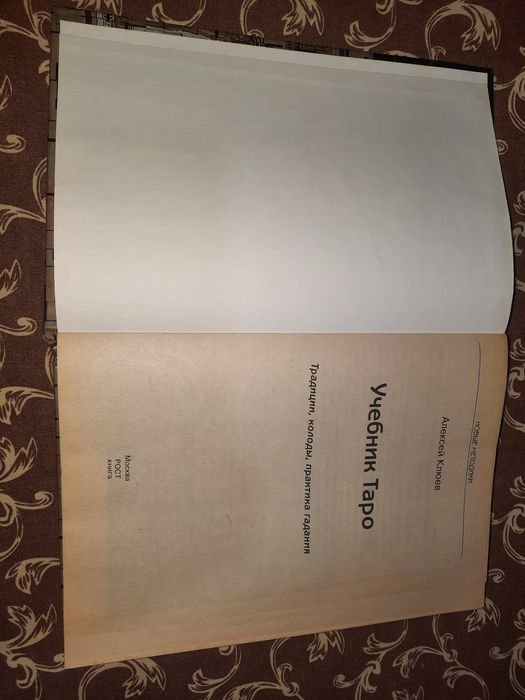 НОВЫЕ МЕТОДИКИ
Алексей Клюев
Учебник Таро
Традиции, колоды, практика гадания
Москва
РОСТ
книга